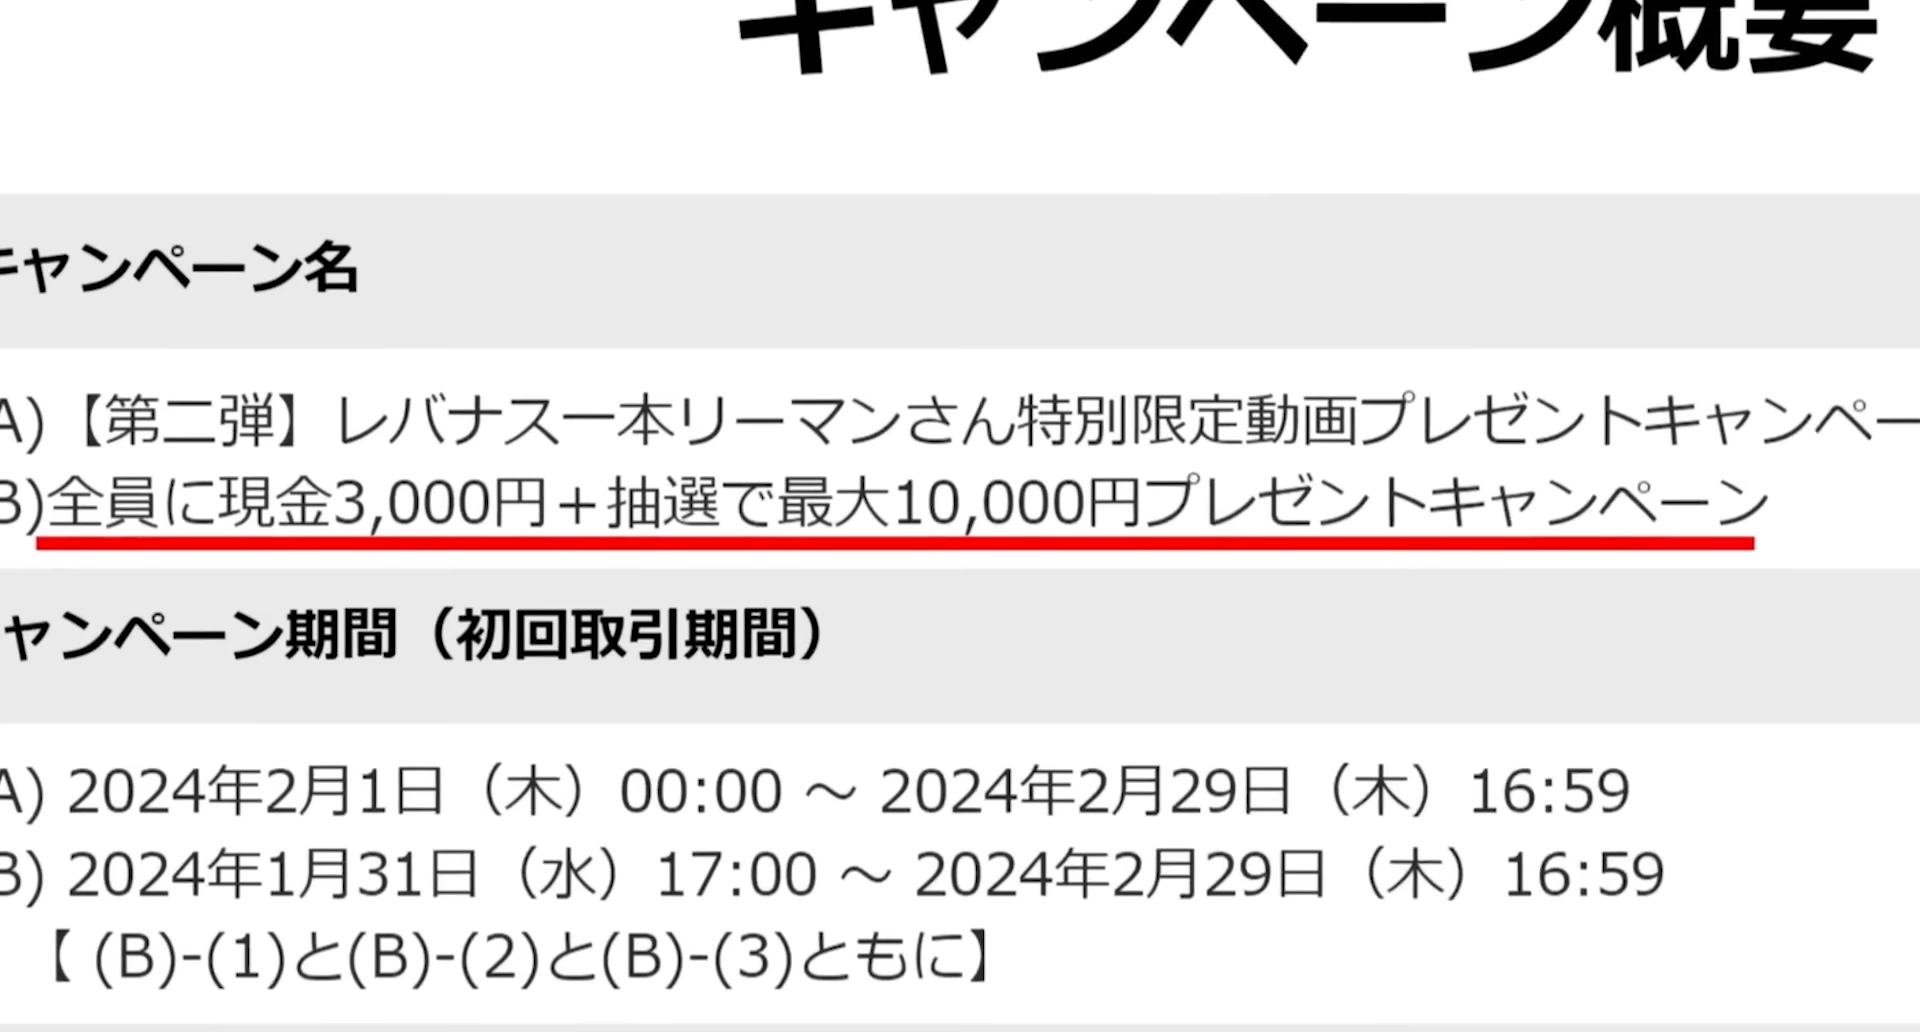 キャンペーン概要
キャンペーン名
A)【第二弾】レバナス一本リーマンさん特別限定動画プレゼントキャンペー
B)全員に現金3,000円＋抽選で最大10,000円プレゼントキャンペーン
ャンペーン期間（初回取引期間）
A) 2024年2月1日（木）00:00 ～ 2024年2月29日（木）16:59
B) 2024年1月31日（水）17:00 ～ 2024年2月29日（木）16:59
【 (B)-(1)と(B)-(2)と(B)-(3)ともに】